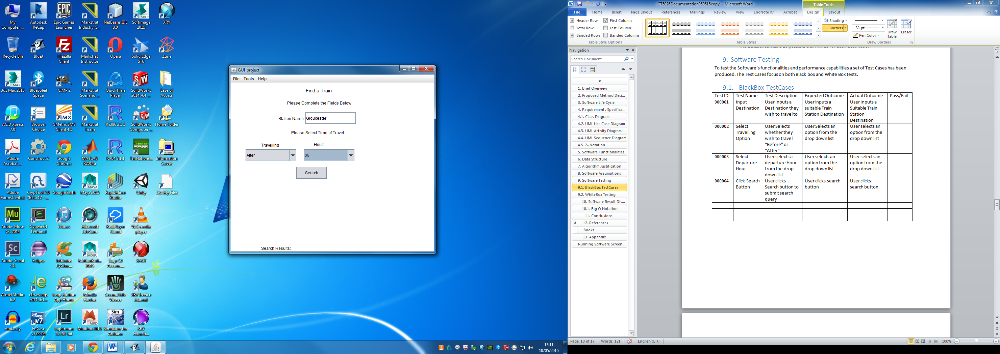 My Computer ...
Autodesk ReCap
Epic Games Launcher
Markstrat Industry C...
NetBeans IDE 8.0
Softimage 2015
XRY
Recycle Bin
BlueJ
FileZilla Client
Markstrat Instructor
Opera
Solid Edge ST6
Zune
3ds Max 2015
BlueSoleil Space
GIMP 2
Markstrat Scenario ...
QuickTime Player
SolidWorks 2014 x64 ...
Ease of Access
ACID Xpress 7.0
Browser Choice
GMetrix SMS Client 4.1
Markstrat Team
R i386 3.1.1
SolidWorks Composer ...
Home Folder
Adobe Acrobat ...
Construct 2
Google Chrome
MATLAB R2014a
R x64 3.1.1
TmNations...
Information Server
Adobe FormsCentral
CrypTool 2.0 (Beta 12 - ...
Google Earth
Maya 2015
RapidMiner Studio
Unity
List My Files
Adobe Muse CC 2014
Cygwin64 Terminal
iTunes
Microsoft LifeCam
RealPlayer Cloud
VLC media player
Adobe Scout CC
Eclipse
JetBrains PyChar...
MotionBuil... 2015
Sage 50 Accoun...
XACT
Atmel Studio 6.2
eDrawings 2014 x64...
Leap Motion App Home
Mozilla Firefox
Second Life Viewer
XRY Device Manual
Audacity
EnCase v7.09.06
Lightroom 5.5 64-bit
Mudbox 2015
Simulator for Arduino
XRY Extracti...
GUI_project
File Tools Help
Find a Train
Please Complete the Fields Below
Station Name: Gloucester
Please Select Time of Travel
Travelling Hour:
After 08
Search
Search Results:
15:11
10/05/2015
CT5026Documentation060515copy - Microsoft Word
Table Tools
File Home Insert Page Layout References Mailings Review View EndNote X7 Acrobat Design Layout
Header Row First Column
Total Row Last Column
Banded Rows Banded Columns
Table Style Options
Table Styles
Shading
Borders
½ pt
Pen Color
Draw Table
Eraser
Draw Borders
Navigation
Search Document
1. Brief Overview
2. Proposed Method Desi...
3. Software Life Cycle
4. Requirements Specifica...
4.1. Class Diagram
4.2. UML Use Case Diagram
4.3. UML Activity Diagram
4.4. UML Sequence Diagram
4.5. Z- Notation
5. Software Functionalities
6. Data Structure
7. Algorithm Justification
8. Software Assumptions
9. Software Testing
9.1. BlackBox TestCases
9.2. WhiteBox Testing
10. Software Result Dis...
10.1. Big O Notation
11. Conclusions
12. References
Books
13. Appendix
Running Software Screen...
9. Software Testing
To test the Software's functionalities and performance capabilities a set of Test Cases has been
produced. The Test Cases focus on both Black box and White Box tests.
9.1. BlackBox TestCases
Test ID Test Name Test Description Expected Outcome Actual Outcome Pass/Fail
000001 Input User Inputs a User inputs a User Inputs a
Destination Destination they suitable Train Suitable Train
wish to travel to Station Destination Station
Destination
000002 Select User Selects User Selects an User selects an
Travelling whether they option from the option from the
Option wish to travel drop down list drop down list
“Before” or
“After”
000003 Select User selects a User selects an User selects an
Departure departure Hour option from the option from the
Hour from the drop drop down list drop down list
down list
000004 Click Search User clicks User clicks search User clicks
Button Search button to button search button
submit search
query
Page: 10 of 17 Words: 121 English (U.K.) 100%